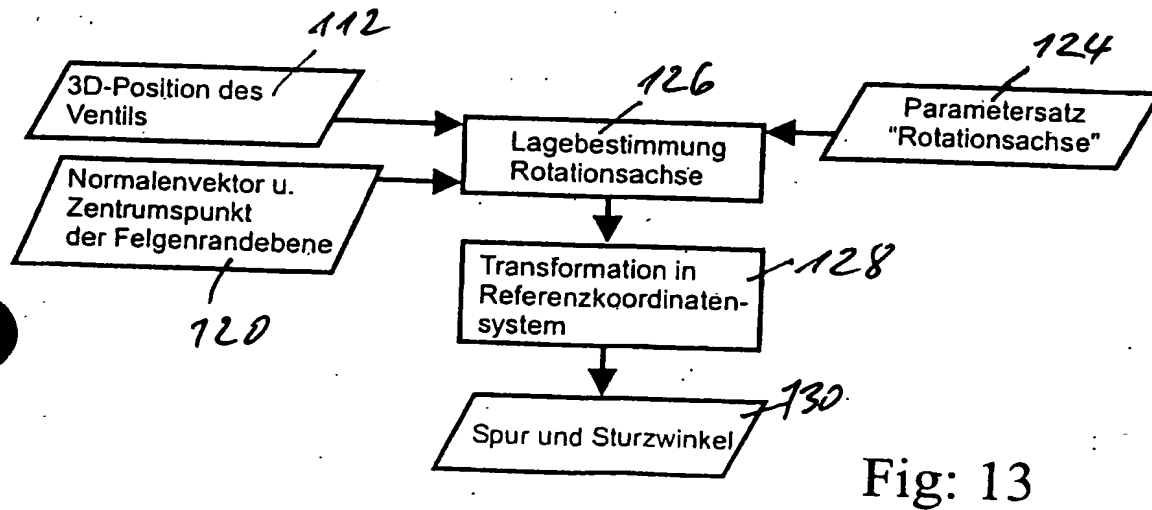 112
3D-Position des
Ventils
126
124
Lagebestimmung
Rotationsachse
Parametersatz
"Rotationsachse"
Normalenvektor u.
Zentrumspunkt
der Felgenrandebene
120
Transformation in
Referenzkoordinaten-
system
128
130
Spur und Sturzwinkel
Fig: 13